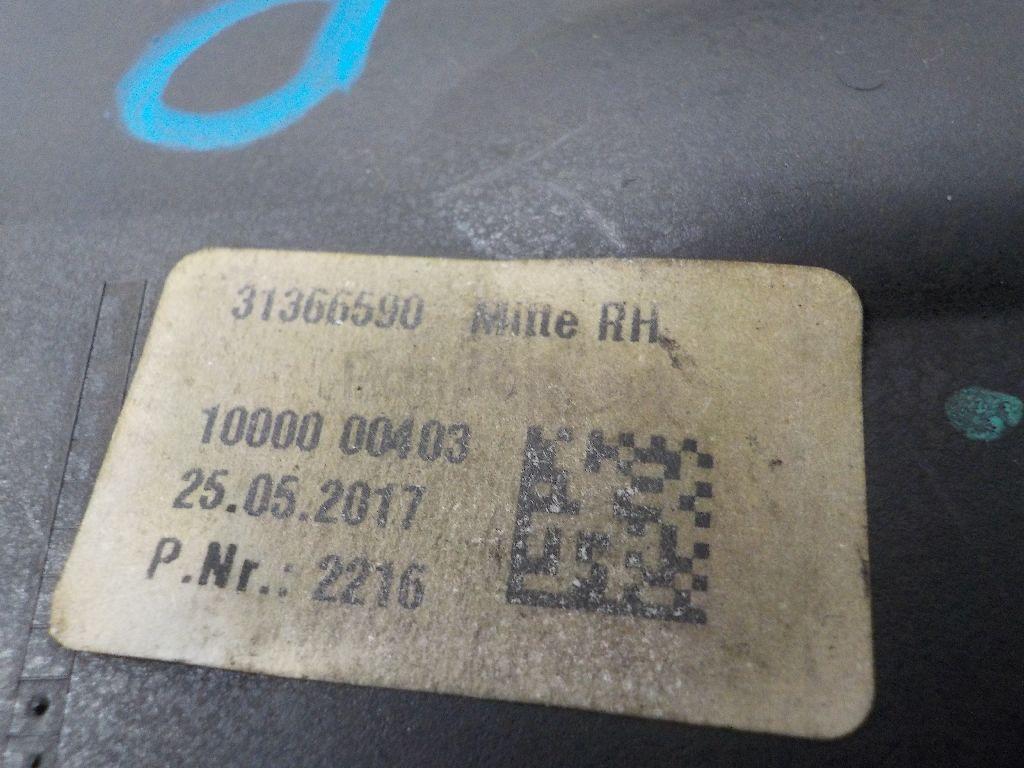 31366590 Mitte RH
10000 00403
25.05.2017
P.Nr.: 2216